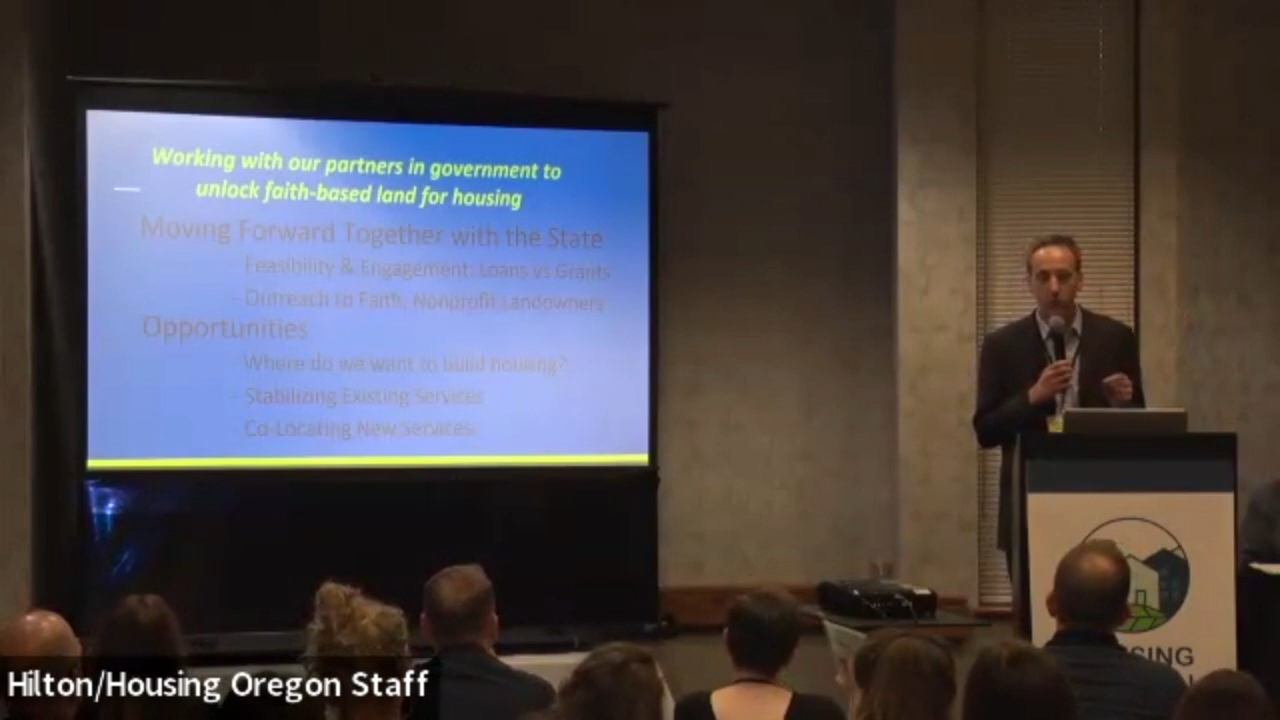 Working with our partners in government to
unlock faith-based land for housing
Moving Forward Together with the State
Feasibility & Engagement: Loans vs Grants
- Outreach to Faith, Nonprofit Landowners
Opportunities
Where do we want to build housing?
- Stabilizing Existing Services
- Co-Locating New Services
SING
Hilton/Housing Oregon Staff